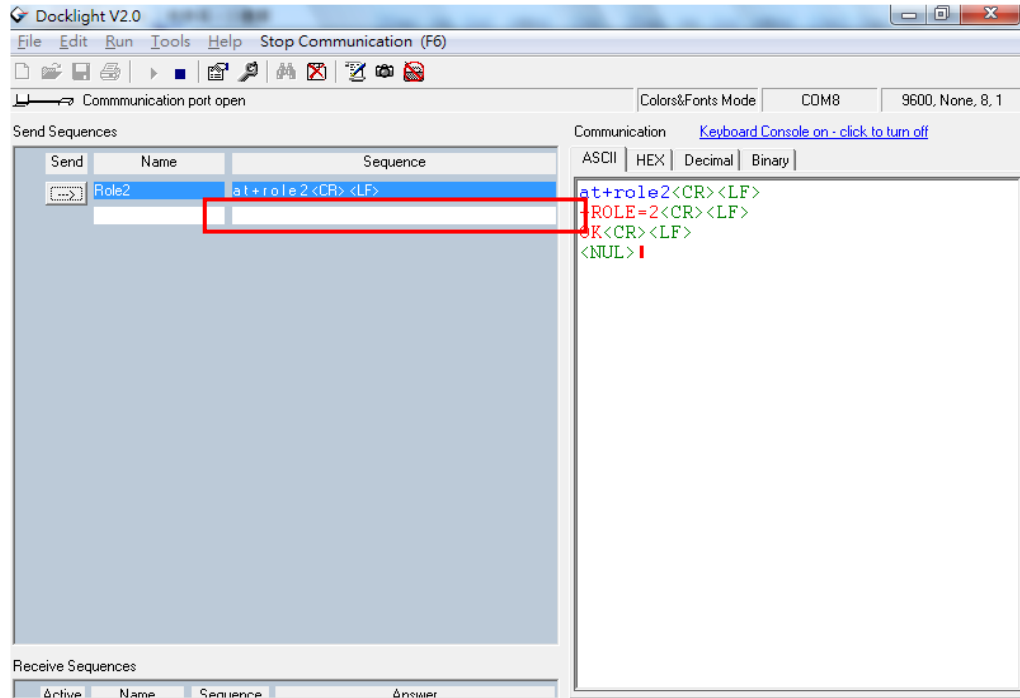 Docklight V2.0
File Edit Run Tools Help Stop Communication (F6)
Commmunication port open
Colors&Fonts Mode COM8 9600, None, 8, 1
Send Sequences
Send Name Sequence
---> Role2 at+role2<CR><LF>
Communication Keyboard Console on - click to turn off
ASCII HEX Decimal Binary
at+role2<CR><LF>
+ROLE=2<CR><LF>
OK<CR><LF>
<NUL>
Receive Sequences
Active Name Sequence Answer